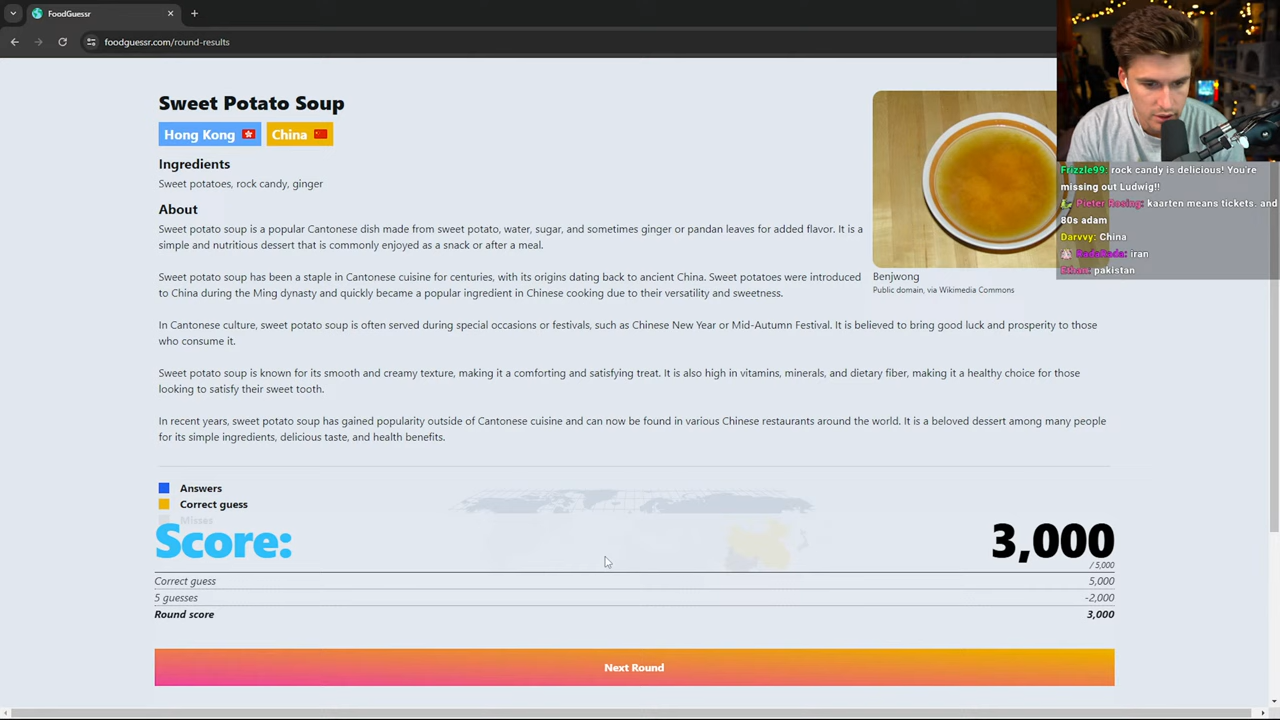 FoodGuessr
foodguessr.com/round-results
Sweet Potato Soup
Hong Kong
China
Ingredients
Sweet potatoes, rock candy, ginger
About
Sweet potato soup is a popular Cantonese dish made from sweet potato, water, sugar, and sometimes ginger or pandan leaves for added flavor. It is a
simple and nutritious dessert that is commonly enjoyed as a snack or after a meal.
Sweet potato soup has been a staple in Cantonese cuisine for centuries, with its origins dating back to ancient China. Sweet potatoes were introduced
to China during the Ming dynasty and quickly became a popular ingredient in Chinese cooking due to their versatility and sweetness.
In Cantonese culture, sweet potato soup is often served during special occasions or festivals, such as Chinese New Year or Mid-Autumn Festival. It is believed to bring good luck and prosperity to those
who consume it.
Sweet potato soup is known for its smooth and creamy texture, making it a comforting and satisfying treat. It is also high in vitamins, minerals, and dietary fiber, making it a healthy choice for those
looking to satisfy their sweet tooth.
In recent years, sweet potato soup has gained popularity outside of Cantonese cuisine and can now be found in various Chinese restaurants around the world. It is a beloved dessert among many people
for its simple ingredients, delicious taste, and health benefits.
Benjwong
Public domain, via Wikimedia Commons
Frizzle99: rock candy is delicious! You're
missing out Ludwig!!
Pieter Rosing: kaarten means tickets. and
80s adam
Darvvy: China
RadaRada: iran
Ethan: pakistan
Answers
Correct guess
Misses
Score:
3,000
/ 5,000
Correct guess 5,000
5 guesses -2,000
Round score 3,000
Next Round